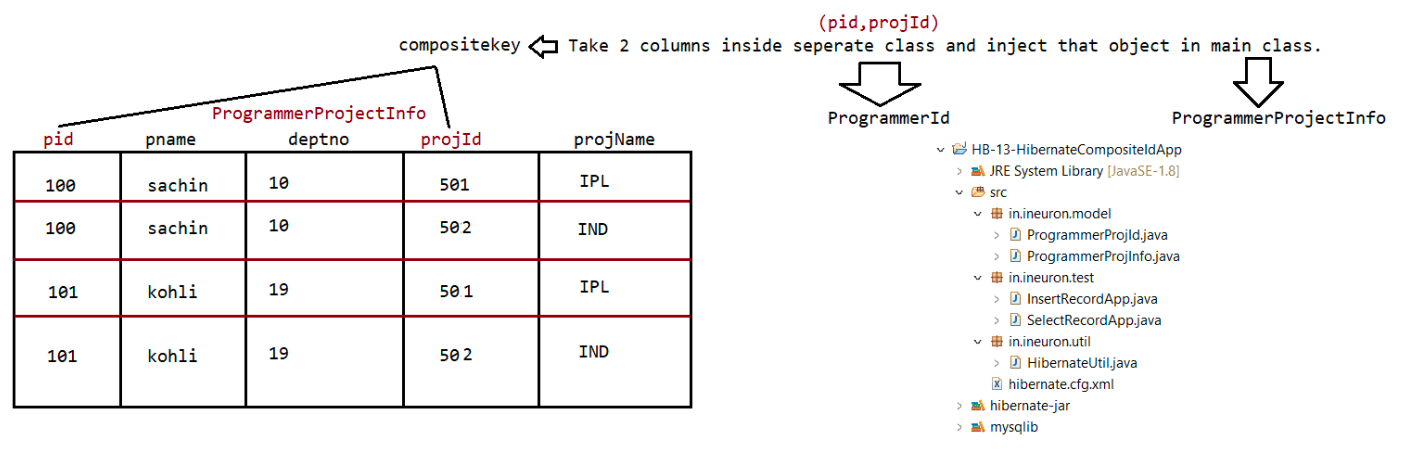 (pid,projId)
compositekey Take 2 columns inside seperate class and inject that object in main class.
ProgrammerProjectInfo
ProgrammerId ProgrammerProjectInfo
pid pname deptno projId projName
100 sachin 10 501 IPL
100 sachin 10 502 IND
101 kohli 19 501 IPL
101 kohli 19 502 IND
HB-13-HibernateCompositeIdApp
JRE System Library [JavaSE-1.8]
src
in.ineuron.model
ProgrammerProjId.java
ProgrammerProjInfo.java
in.ineuron.test
InsertRecordApp.java
SelectRecordApp.java
in.ineuron.util
HibernateUtil.java
hibernate.cfg.xml
hibernate-jar
mysqlib